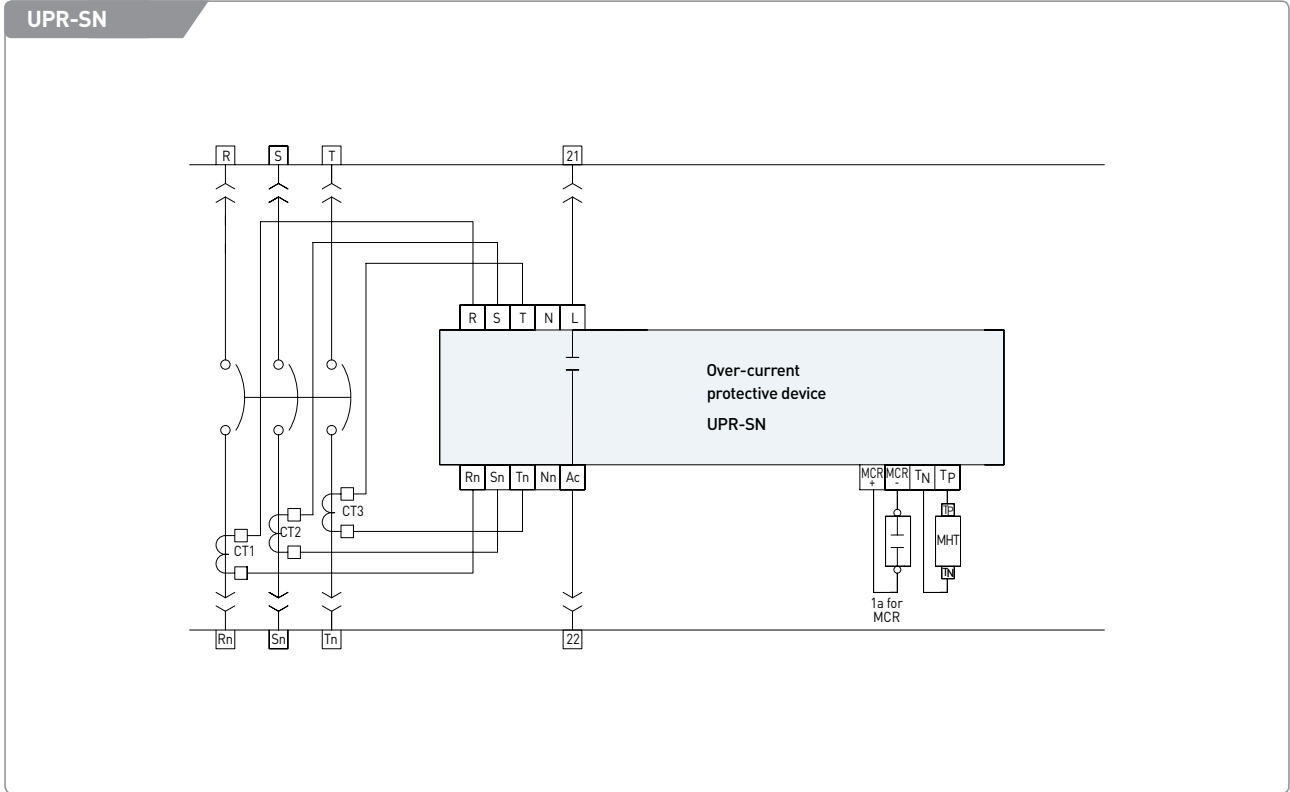 UPR-SN
R S T 21
R S T N L
Over-current
protective device
UPR-SN
Rn Sn Tn Nn Ac
MCR + MCR - TN TP
TP
MHT
TN
CT3
CT2
CT1
1a for
MCR
Rn Sn Tn 22